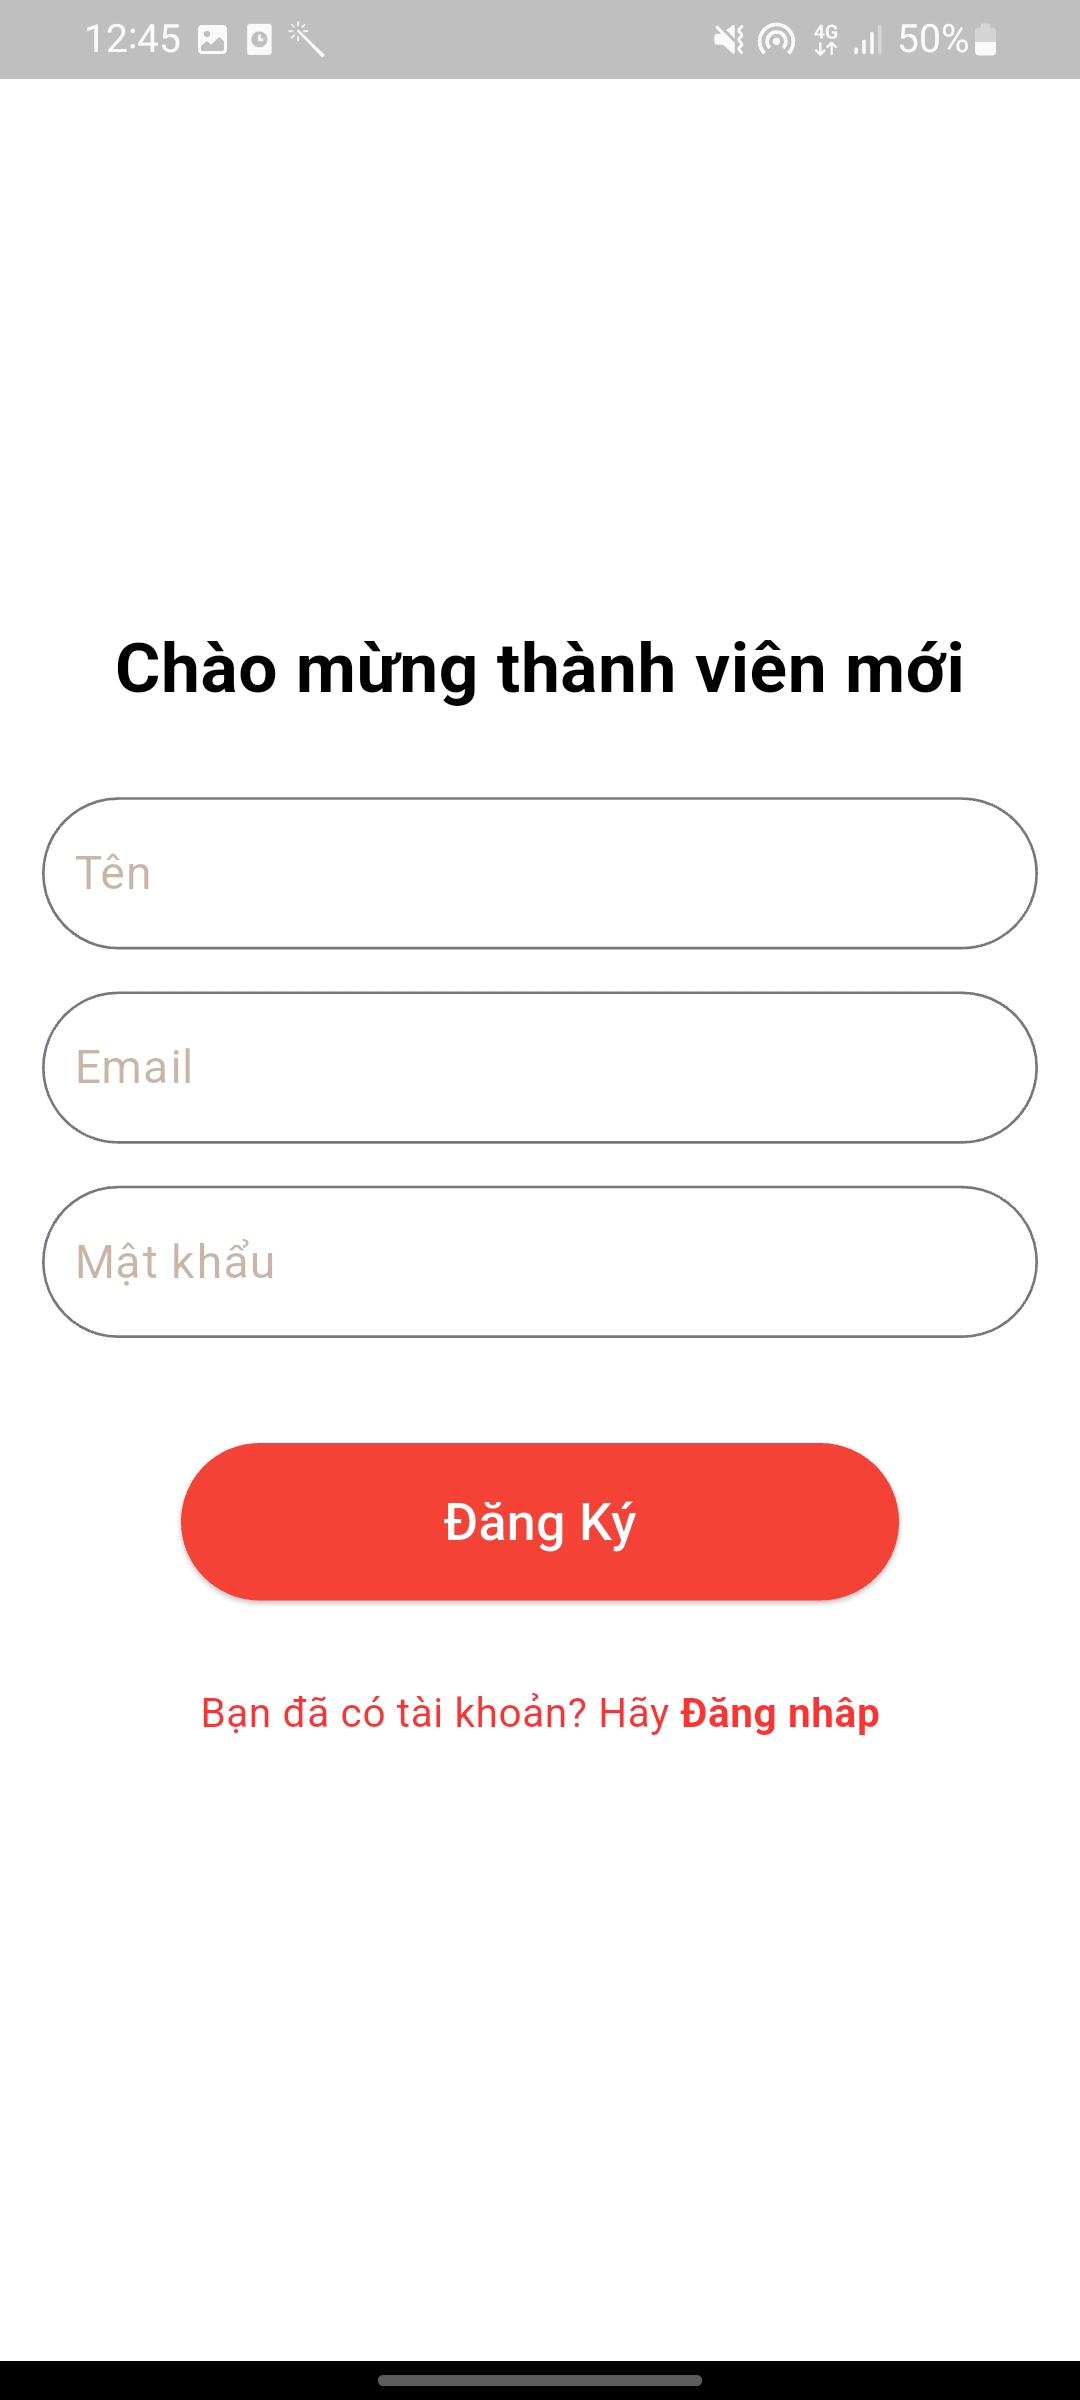 12:45 4G 50%
Chào mừng thành viên mới
Tên
Email
Mật khẩu
Đăng Ký
Bạn đã có tài khoản? Hãy Đăng nhâp